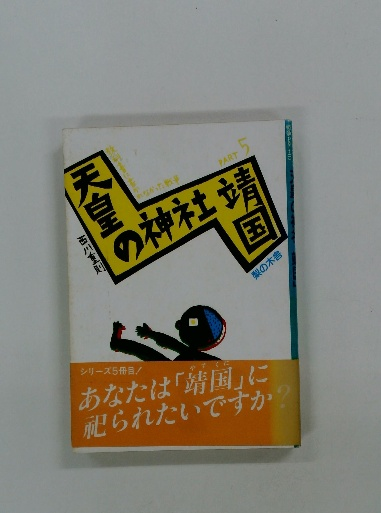 PART 5
天皇の神社靖国
西川重則
梨の木舎
シリーズ5冊目!
あなたは「靖国」に
祀られたいですか?